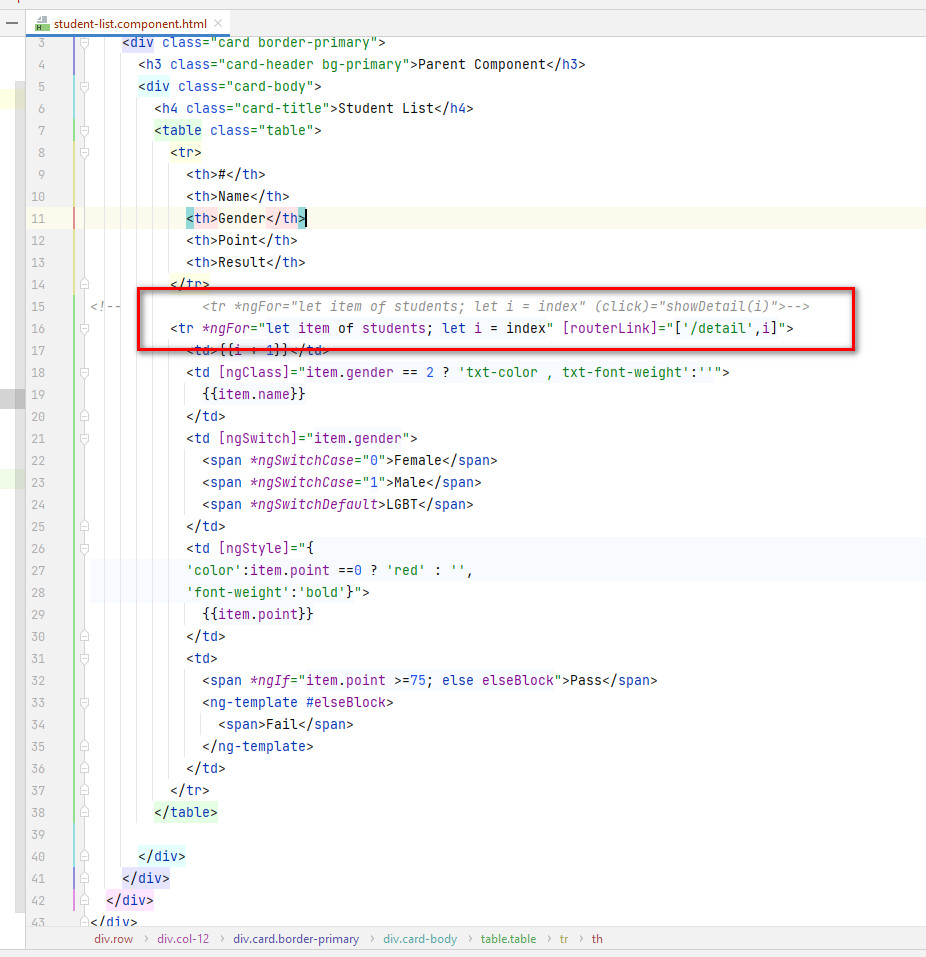 student-list.component.html
3 <div class="card border-primary">
4 <h3 class="card-header bg-primary">Parent Component</h3>
5 <div class="card-body">
6 <h4 class="card-title">Student List</h4>
7 <table class="table">
8 <tr>
9 <th>#</th>
10 <th>Name</th>
11 <th>Gender</th>
12 <th>Point</th>
13 <th>Result</th>
14 </tr>
15 <!-- <tr *ngFor="let item of students; let i = index" (click)="showDetail(i)">-->
16 <tr *ngFor="let item of students; let i = index" [routerLink]="['/detail',i]">
17 <td>{{i + 1}}</td>
18 <td [ngClass]="item.gender == 2 ? 'txt-color , txt-font-weight':''">
19 {{item.name}}
20 </td>
21 <td [ngSwitch]="item.gender">
22 <span *ngSwitchCase="0">Female</span>
23 <span *ngSwitchCase="1">Male</span>
24 <span *ngSwitchDefault>LGBT</span>
25 </td>
26 <td [ngStyle]="{
27 'color':item.point ==0 ? 'red' : '',
28 'font-weight':'bold'}">
29 {{item.point}}
30 </td>
31 <td>
32 <span *ngIf="item.point >=75; else elseBlock">Pass</span>
33 <ng-template #elseBlock>
34 <span>Fail</span>
35 </ng-template>
36 </td>
37 </tr>
38 </table>
39
40 </div>
41 </div>
42 </div>
43 </div>
div.row › div.col-12 › div.card.border-primary › div.card-body › table.table › tr › th